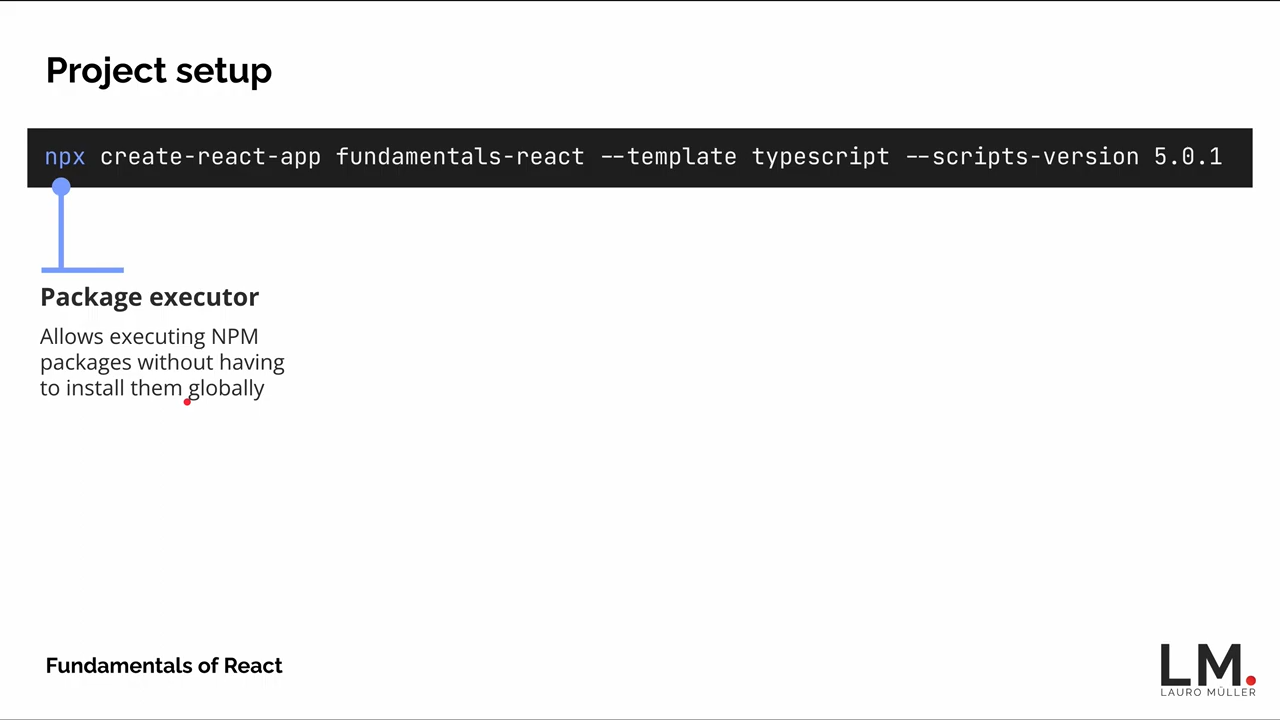 Project setup
npx create-react-app fundamentals-react --template typescript --scripts-version 5.0.1
Package executor
Allows executing NPM
packages without having
to install them globally
Fundamentals of React
LM.
LAURO MÜLLER